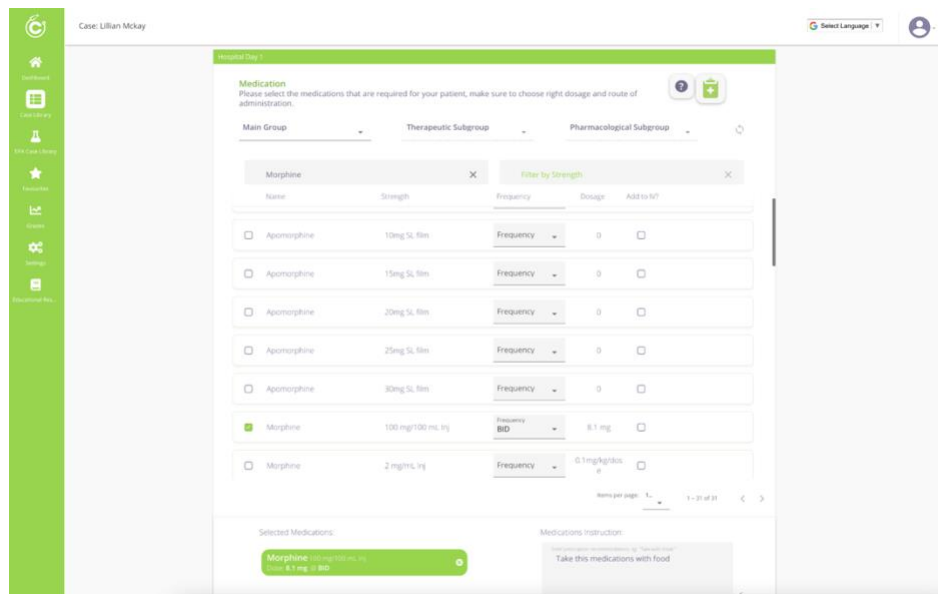 Case: Lillian Mckay
Select Language
Dashboard
Case Library
Favourites
Grades
Settings
Hospital Day 1
Medication
Please select the medications that are required for your patient, make sure to choose right dosage and route of
administration.
Main Group Therapeutic Subgroup Pharmacological Subgroup
Morphine Filter by Strength
Name Strength Frequency Dosage Add to IV?
Apomorphine 10mg SL film Frequency 0
Apomorphine 15mg SL film Frequency 0
Apomorphine 20mg SL film Frequency 0
Apomorphine 25mg SL film Frequency 0
Apomorphine 30mg SL film Frequency 0
Frequency
Morphine 100 mg/100 mL Inj BID 8.1 mg
Morphine 2 mg/mL Inj Frequency 0.1mg/kg/dos
e
Items per page: 1... 1 – 31 of 31
Selected Medications: Medications Instruction
Morphine 100 mg/100 mL Inj
8.1 mg @ BID
Take this medications with food